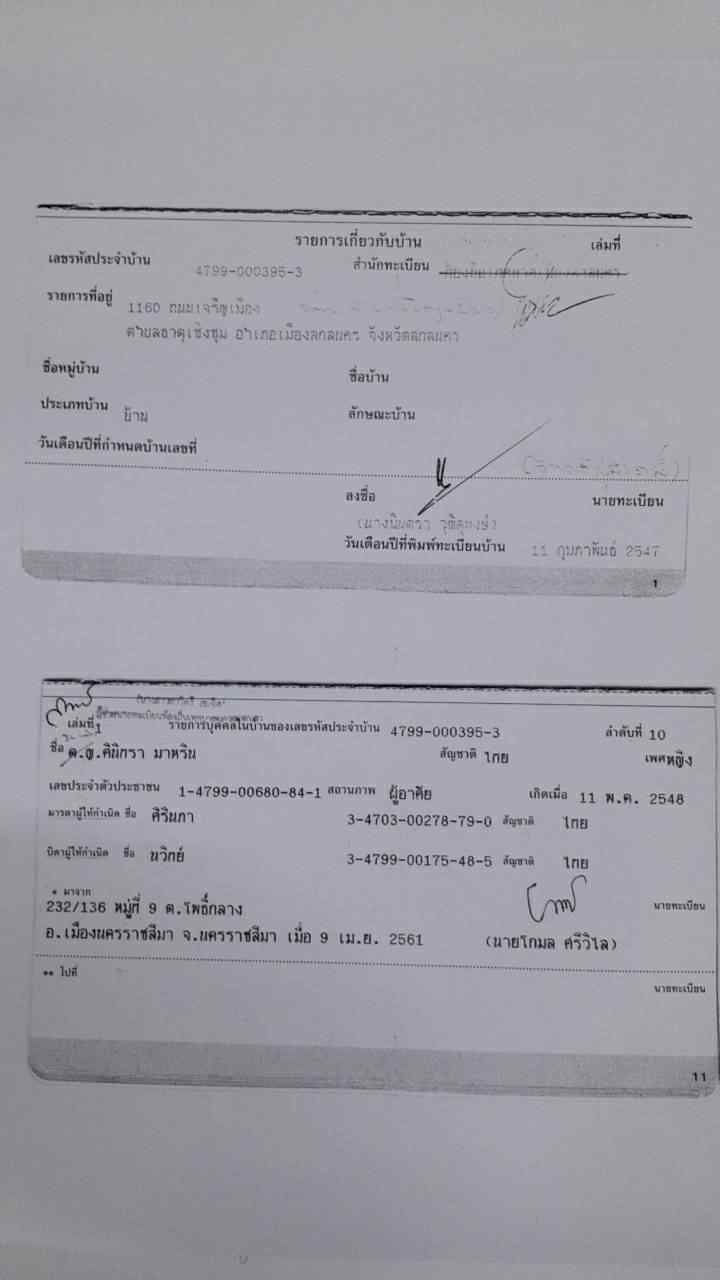 รายการเกี่ยวกับบ้าน เล่มที่
เลขรหัสประจำบ้าน 4799-000395-3 สำนักทะเบียน
รายการที่อยู่ 1160 ถนนเจริญเมือง
ตำบลธาตุเชิงชุม อำเภอเมืองสกลนคร จังหวัดสกลนคร
ชื่อหมู่บ้าน ชื่อบ้าน
ประเภทบ้าน บ้าน ลักษณะบ้าน
วันเดือนปีที่กำหนดบ้านเลขที่
ลงชื่อ นายทะเบียน
วันเดือนปีที่พิมพ์ทะเบียนบ้าน 11 กุมภาพันธ์ 2547
1
เล่มที่ 1 รายการบุคคลในบ้านของเลขรหัสประจำบ้าน 4799-000395-3 ลำดับที่ 10
ชื่อ ด.ญ.ศินิทรา มาหริน สัญชาติ ไทย เพศ หญิง
เลขประจำตัวประชาชน 1-4799-00680-84-1 สถานภาพ ผู้อาศัย เกิดเมื่อ 11 พ.ค. 2548
มารดาผู้ให้กำเนิด ชื่อ ศิรินภา 3-4703-00278-79-0 สัญชาติ ไทย
บิดาผู้ให้กำเนิด ชื่อ นวิทย์ 3-4799-00175-48-5 สัญชาติ ไทย
* มาจาก นายทะเบียน
232/136 หมู่ที่ 9 ต.โพธิ์กลาง
อ.เมืองนครราชสีมา จ.นครราชสีมา เมื่อ 9 เม.ย. 2561 (นายโกมล ศรีวิไล)
** ไปที่ นายทะเบียน
11